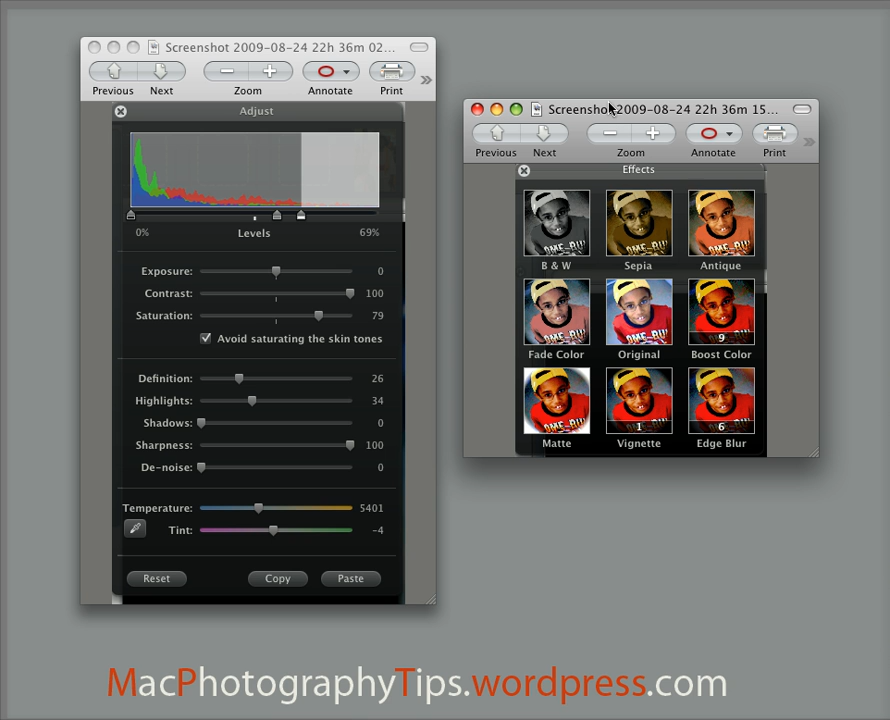 Screenshot 2009-08-24 22h 36m 02...
Previous Next Zoom Annotate Print
Adjust
0% Levels 69%
Exposure: 0
Contrast: 100
Saturation: 79
Avoid saturating the skin tones
Definition: 26
Highlights: 34
Shadows: 0
Sharpness: 100
De-noise: 0
Temperature: 5401
Tint: -4
Reset Copy Paste
Screenshot 2009-08-24 22h 36m 15...
Previous Next Zoom Annotate Print
Effects
B & W Sepia Antique
9
Fade Color Original Boost Color
1 6
Matte Vignette Edge Blur
MacPhotographyTips.wordpress.com